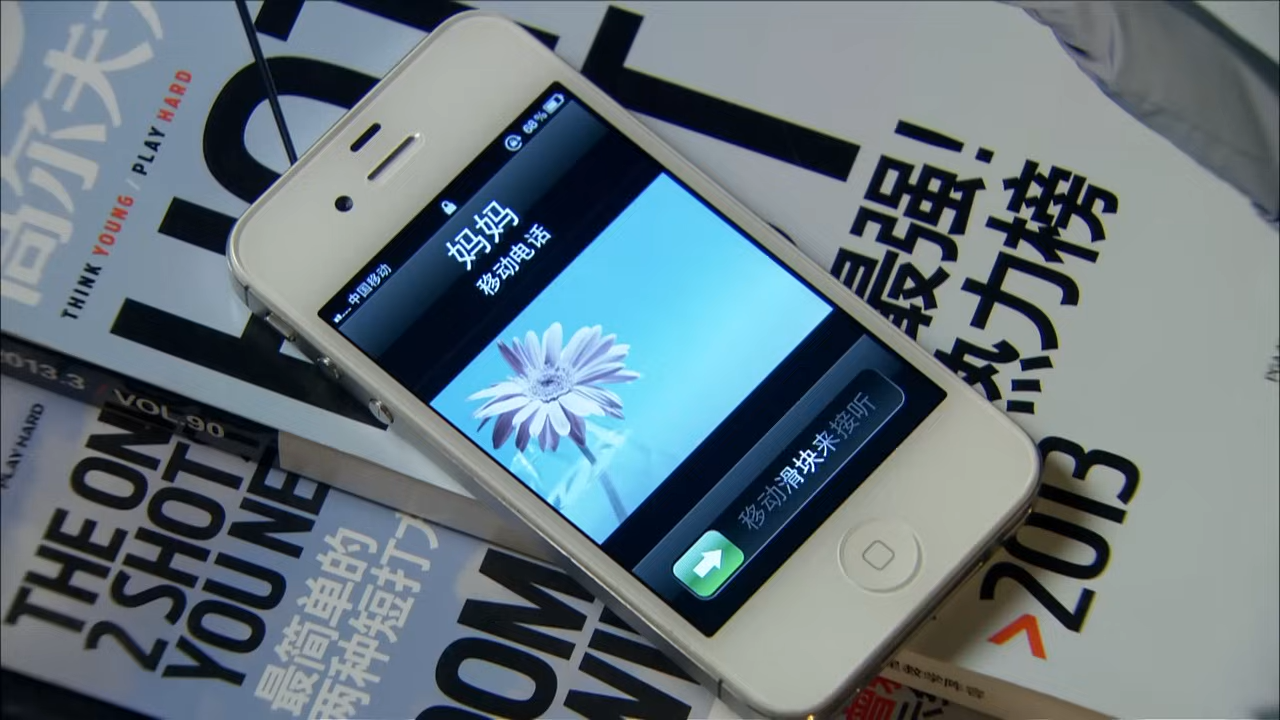 高尔夫
THINK YOUNG / PLAY HARD
HOT
最强!
热力榜
> 2013
中国移动
68%
妈妈
移动电话
移动滑块来接听
2013.3
VOL.90
PLAY HARD
THE ON
2 SHOT
YOU NE
最简单的
两种短打